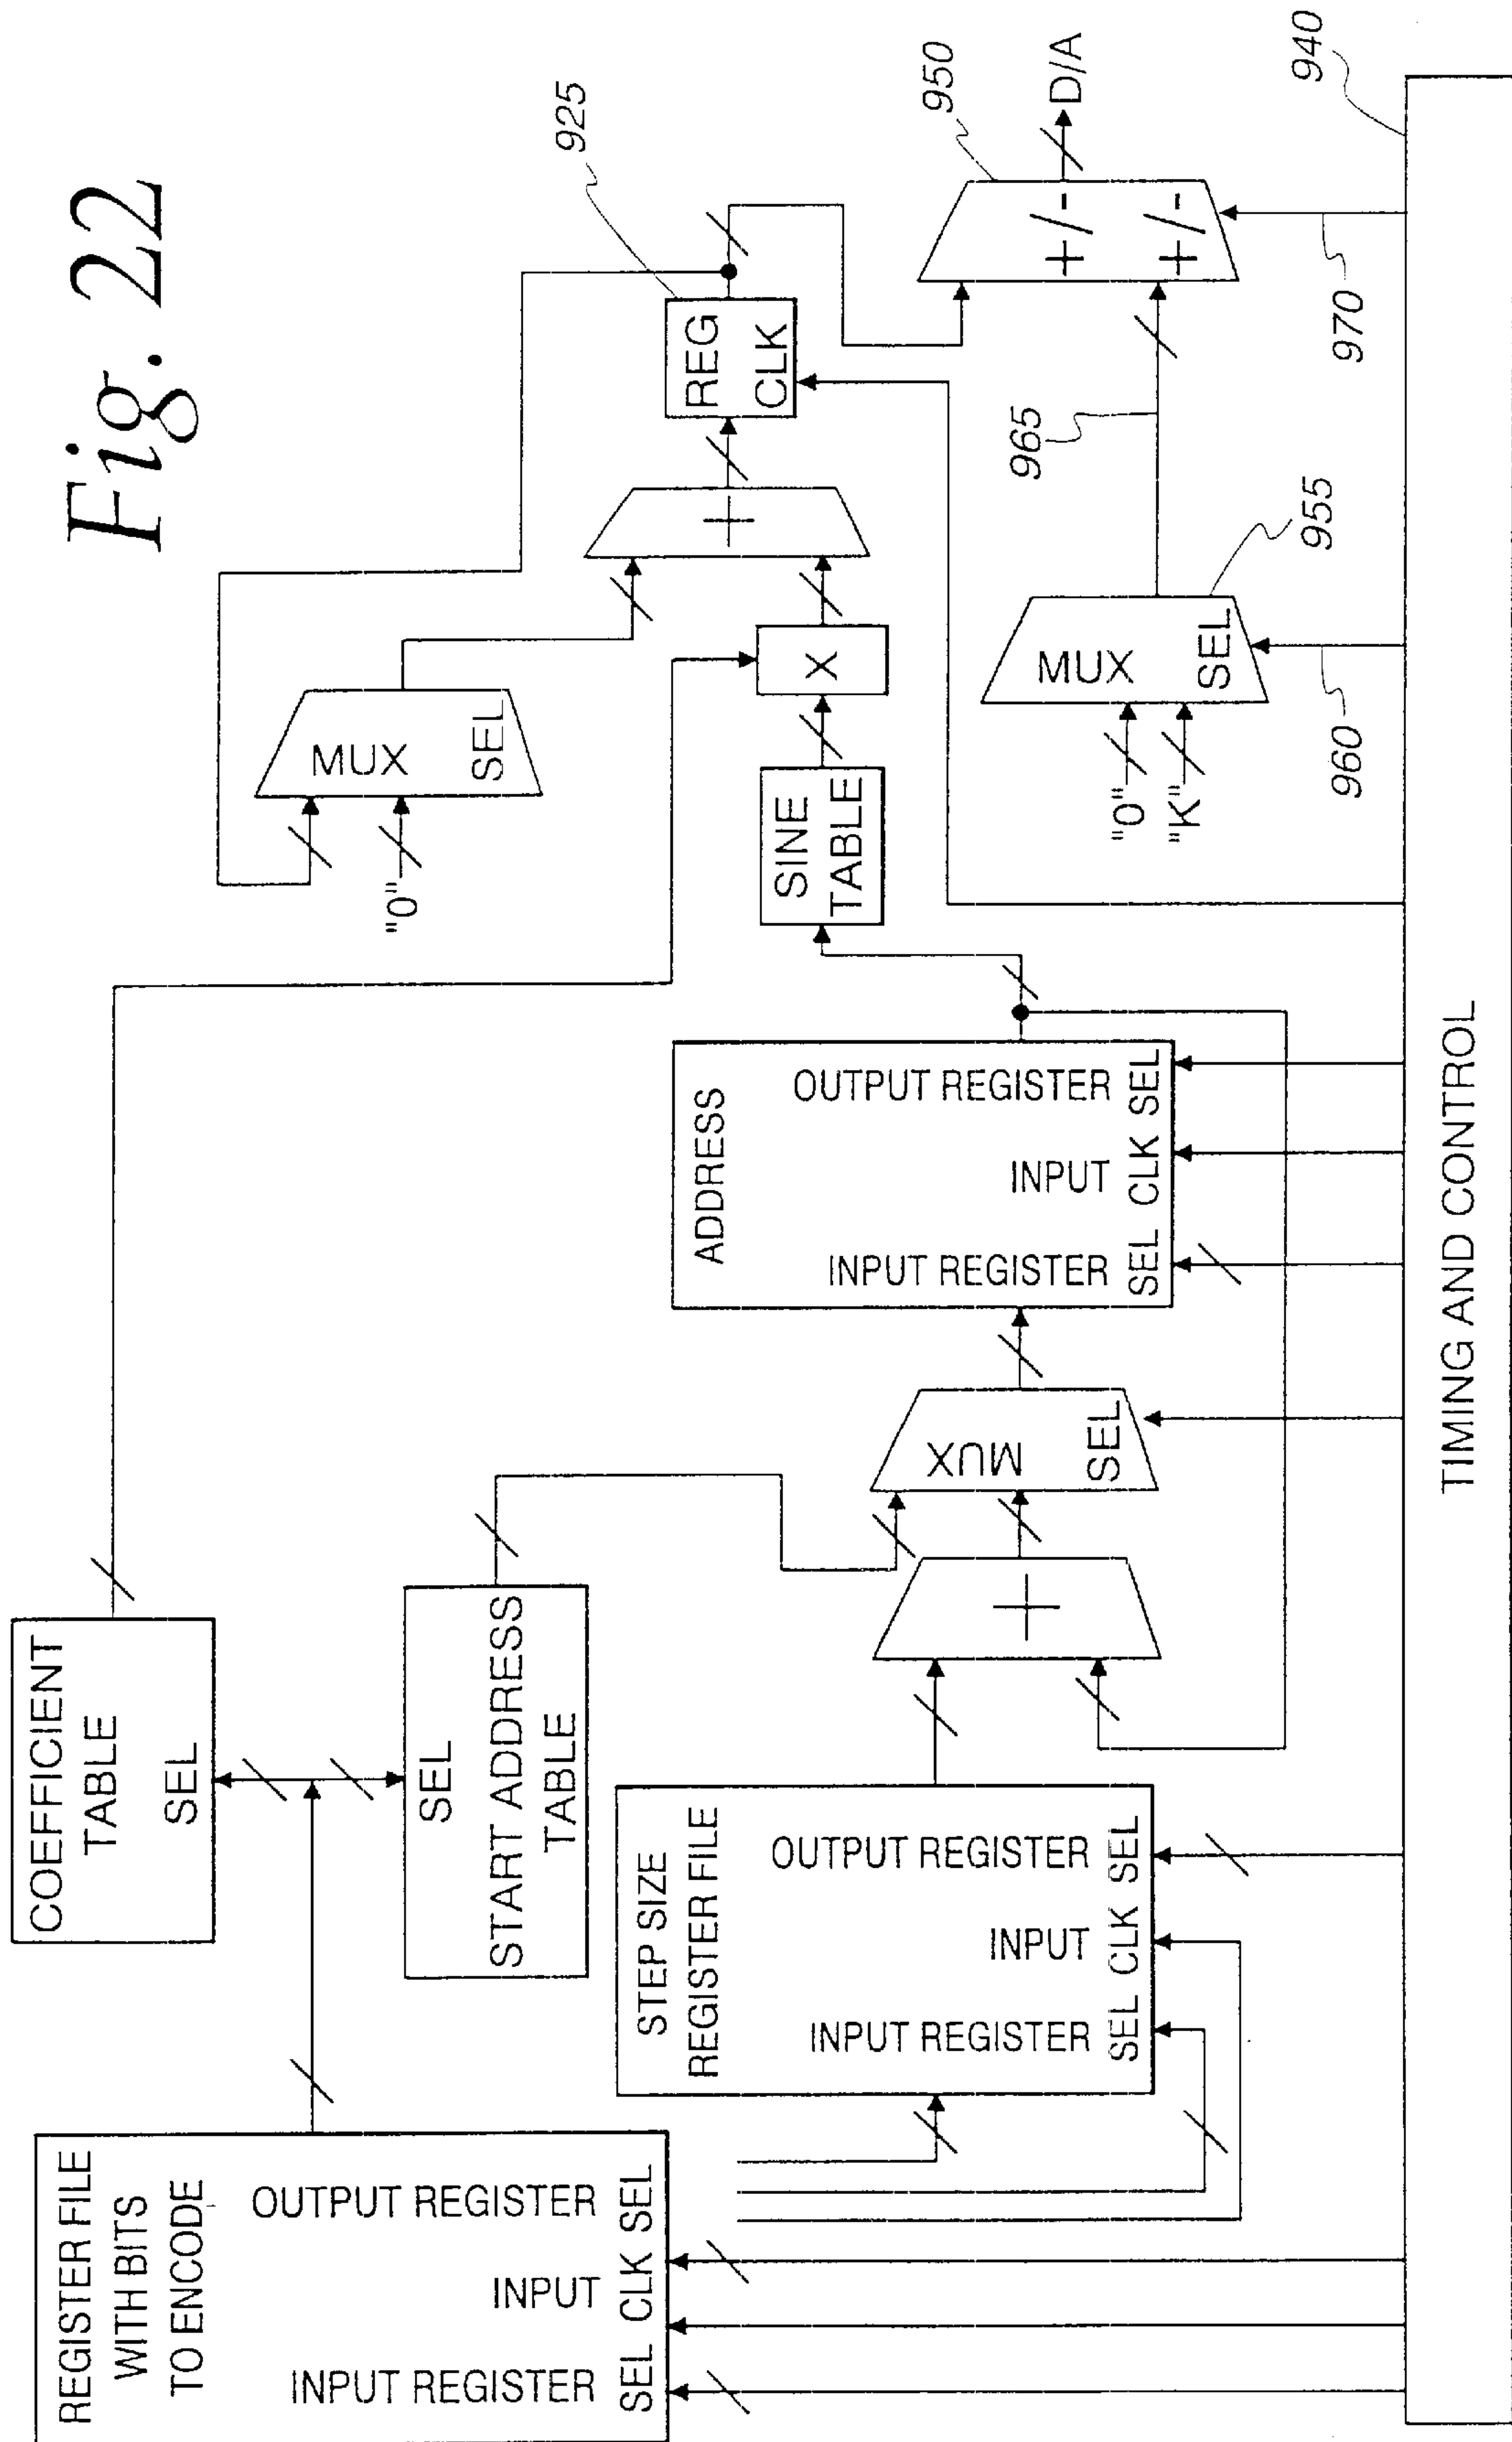 Fig. 22
REGISTER FILE
WITH BITS
TO ENCODE
OUTPUT REGISTER
INPUT
INPUT REGISTER
SEL CLK SEL
COEFFICIENT
TABLE
SEL
SEL
START ADDRESS
TABLE
STEP SIZE
REGISTER FILE
OUTPUT REGISTER
INPUT
INPUT REGISTER
SEL CLK SEL
+
MUX
SEL
ADDRESS
OUTPUT REGISTER
INPUT
INPUT REGISTER
SEL CLK SEL
SINE
TABLE
X
"0"
MUX
SEL
+
REG
CLK
925
"0"
"K"
MUX
SEL
955
960
965
+/-
+/-
950
D/A
970
940
TIMING AND CONTROL